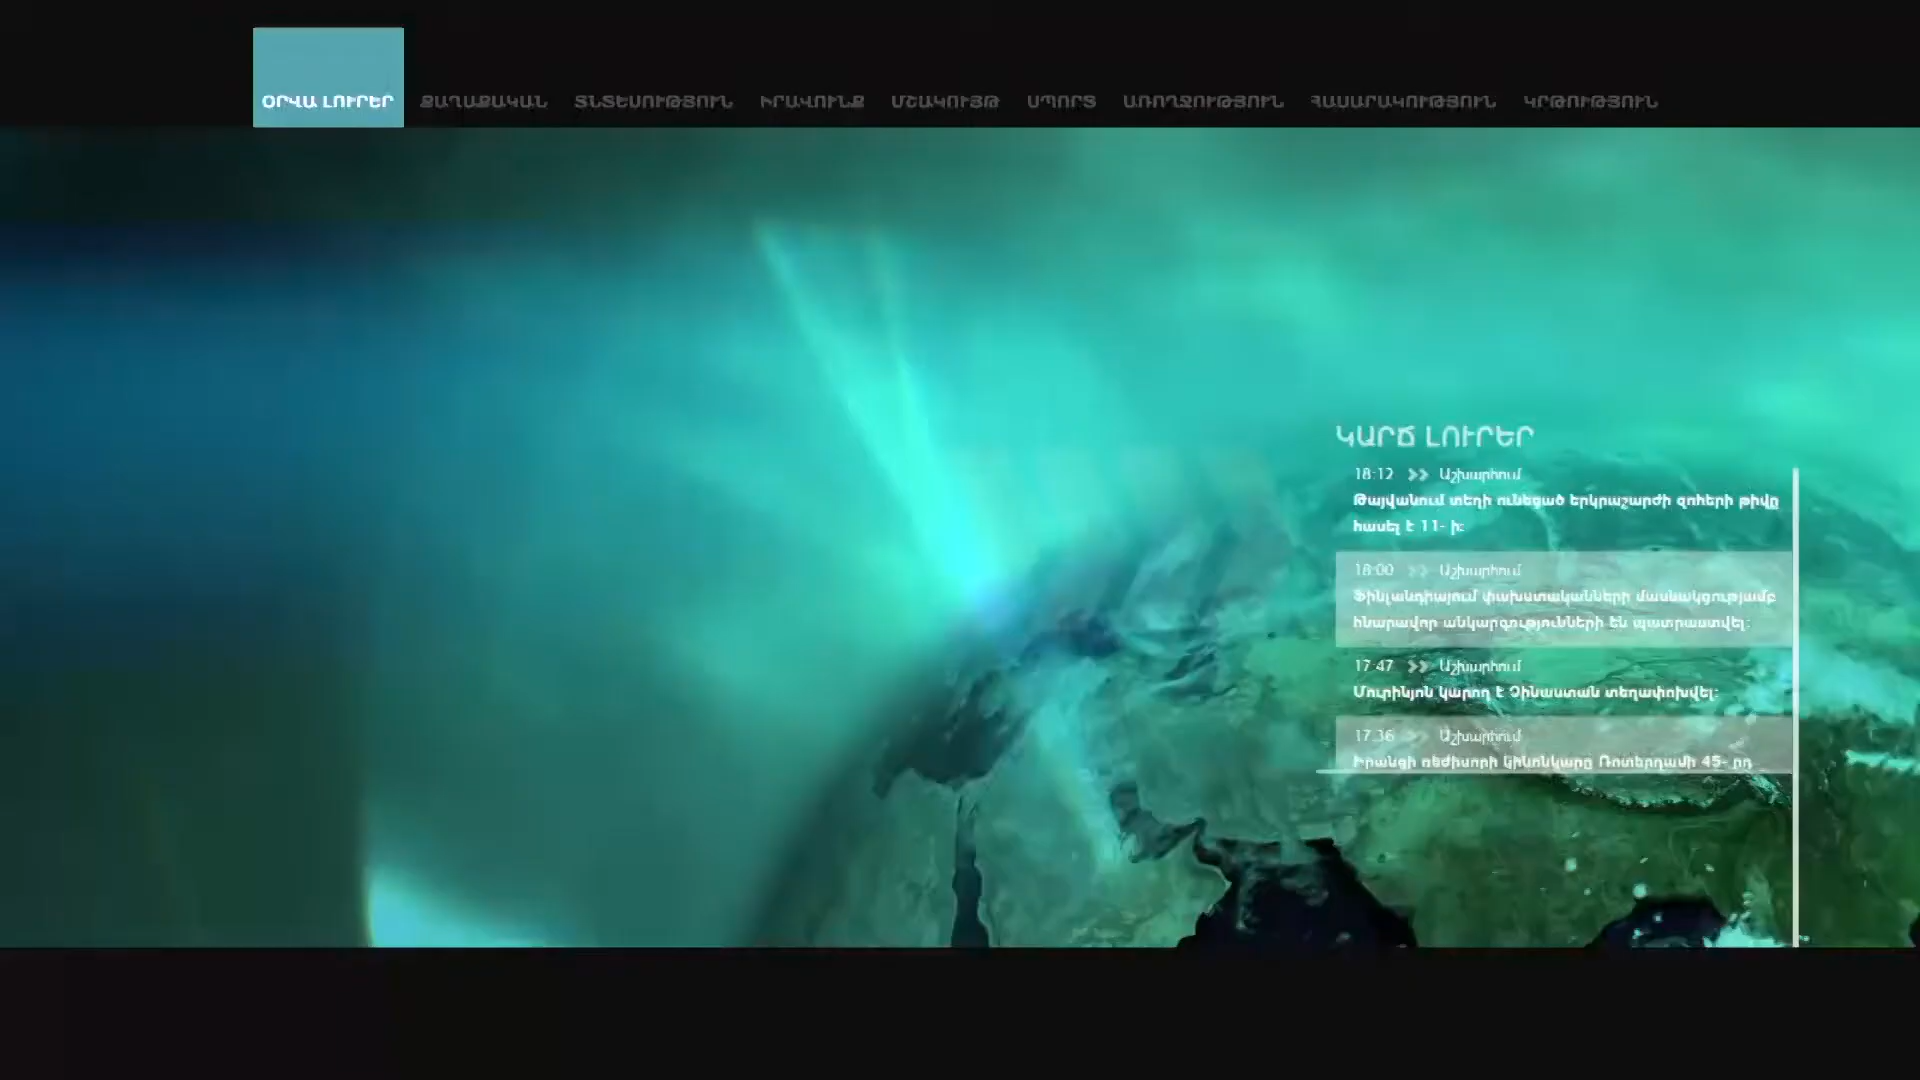 ՕՐՎԱ ԼՈՒՐԵՐ ՔԱՂԱՔԱԿԱՆ ՏՆՏԵՍՈՒԹՅՈՒՆ ԻՐԱՎՈՒՆՔ ՄՇԱԿՈՒՅԹ ՍՊՈՐՏ ԱՌՈՂՋՈՒԹՅՈՒՆ ՀԱՍԱՐԱԿՈՒԹՅՈՒՆ ԿՐԹՈՒԹՅՈՒՆ
ԿԱՐՃ ԼՈՒՐԵՐ
18:12 >> Աշխարհում
Թայվանում տեղի ունեցած երկրաշարժի զոհերի թիվը
հասել է 11- ի:
18:00 >> Աշխարհում
Ֆինլանդիայում փախստականների մասնակցությամբ
հնարավոր անկարգությունների են պատրաստվել:
17:47 >> Աշխարհում
Մուրինյոն կարող է Չինաստան տեղափոխվել:
17:36 >> Աշխարհում
Իրանցի ռեժիսորի կինոնկարը Ռոտերդամի 45- րդ